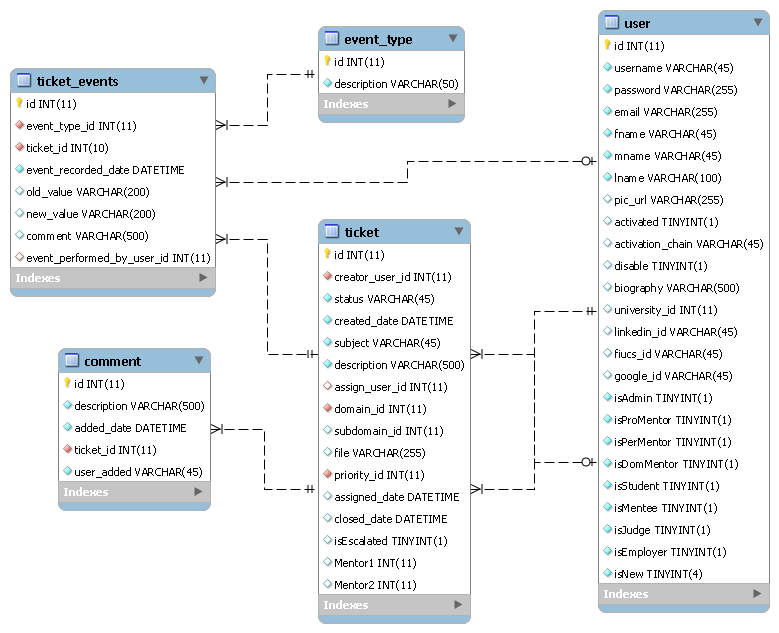 ticket_events
id INT(11)
event_type_id INT(11)
ticket_id INT(10)
event_recorded_date DATETIME
old_value VARCHAR(200)
new_value VARCHAR(200)
comment VARCHAR(500)
event_performed_by_user_id INT(11)
Indexes
event_type
id INT(11)
description VARCHAR(50)
Indexes
comment
id INT(11)
description VARCHAR(500)
added_date DATETIME
ticket_id INT(11)
user_added VARCHAR(45)
Indexes
ticket
id INT(11)
creator_user_id INT(11)
status VARCHAR(45)
created_date DATETIME
subject VARCHAR(45)
description VARCHAR(500)
assign_user_id INT(11)
domain_id INT(11)
subdomain_id INT(11)
file VARCHAR(255)
priority_id INT(11)
assigned_date DATETIME
closed_date DATETIME
isEscalated TINYINT(1)
Mentor1 INT(11)
Mentor2 INT(11)
Indexes
user
id INT(11)
username VARCHAR(45)
password VARCHAR(255)
email VARCHAR(255)
fname VARCHAR(45)
mname VARCHAR(45)
lname VARCHAR(100)
pic_url VARCHAR(255)
activated TINYINT(1)
activation_chain VARCHAR(45)
disable TINYINT(1)
biography VARCHAR(500)
university_id INT(11)
linkedin_id VARCHAR(45)
fiucs_id VARCHAR(45)
google_id VARCHAR(45)
isAdmin TINYINT(1)
isProMentor TINYINT(1)
isPerMentor TINYINT(1)
isDomMentor TINYINT(1)
isStudent TINYINT(1)
isMentee TINYINT(1)
isJudge TINYINT(1)
isEmployer TINYINT(1)
isNew TINYINT(4)
Indexes